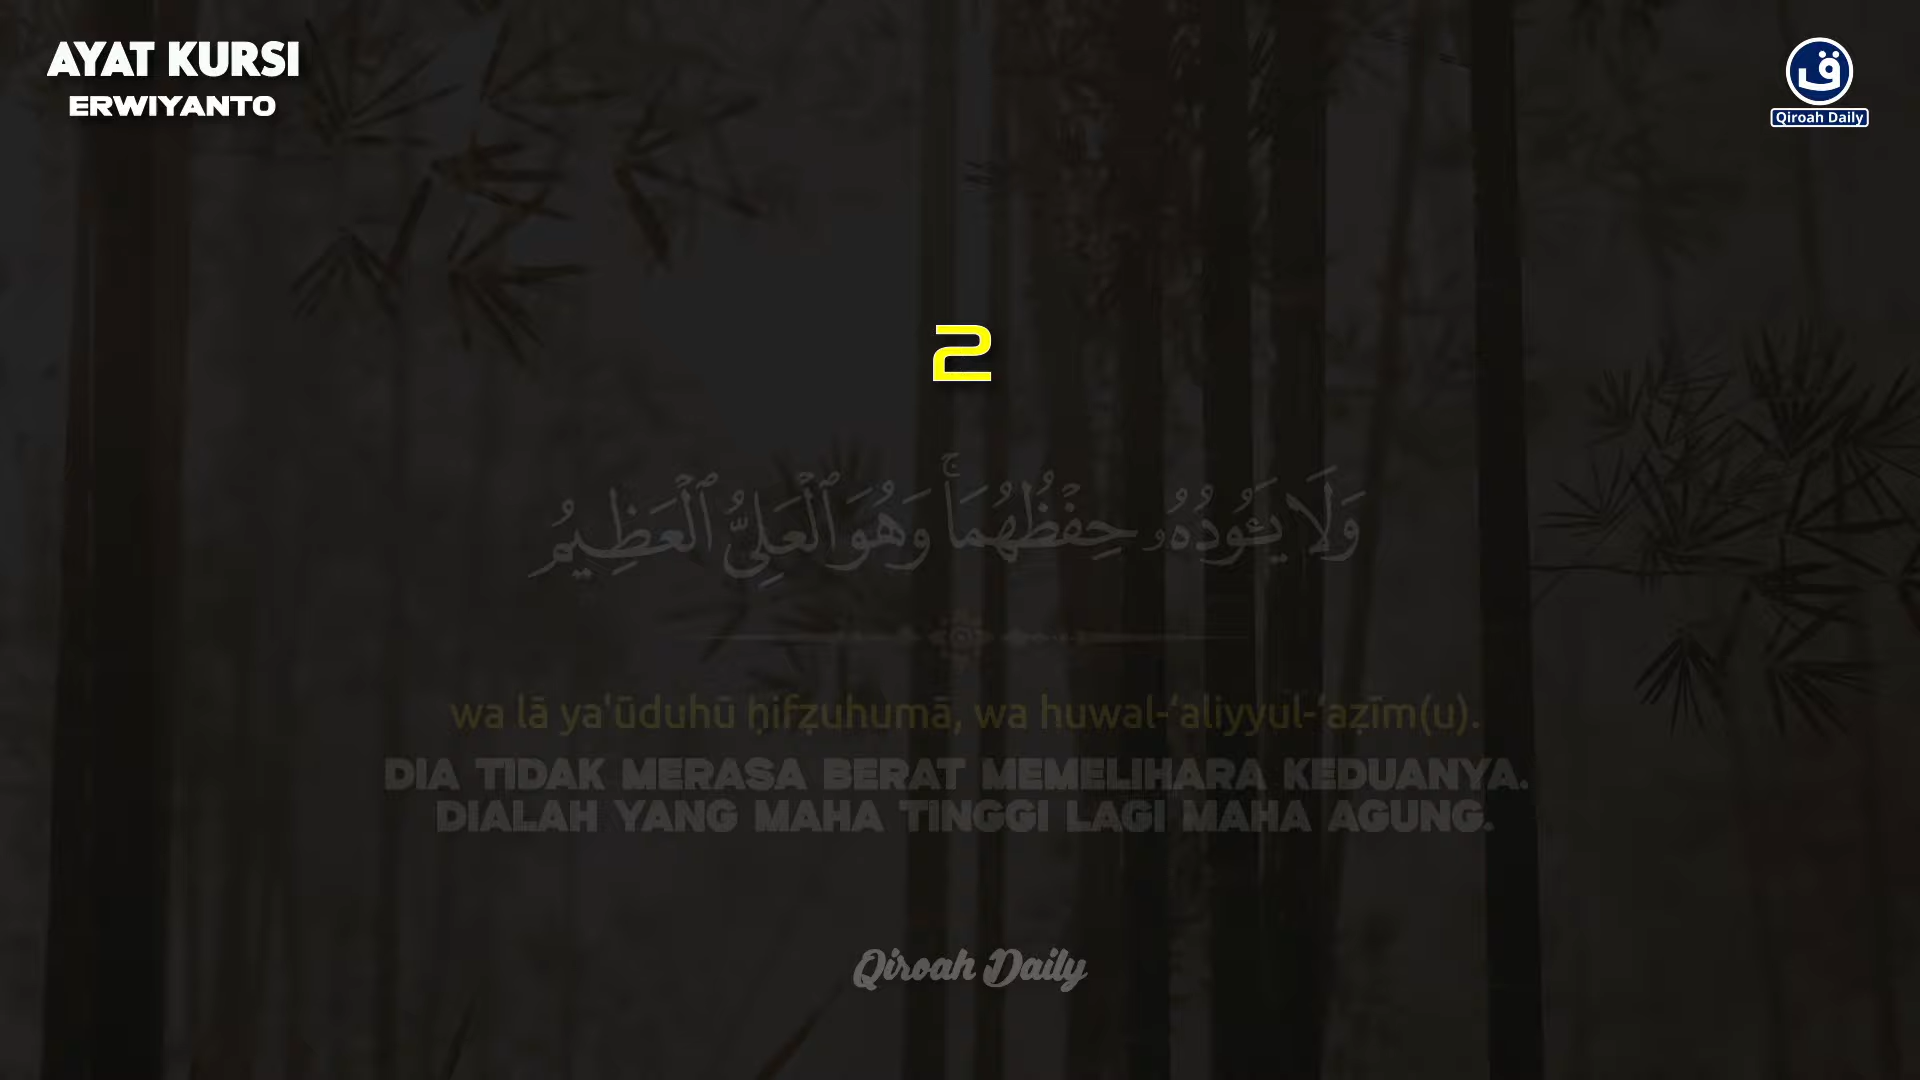 AYAT KURSI
ERWIYANTO
ق
Qiroah Daily
2
وَلَا يَـُٔودُهُۥ حِفْظُهُمَاۚ وَهُوَ ٱلْعَلِىُّ ٱلْعَظِيمُ
wa lā ya'ūduhū ḥifẓuhumā, wa huwal-‘aliyyul-‘aẓīm(u).
DIA TIDAK MERASA BERAT MEMELIHARA KEDUANYA.
DIALAH YANG MAHA TINGGI LAGI MAHA AGUNG.
Qiroah Daily